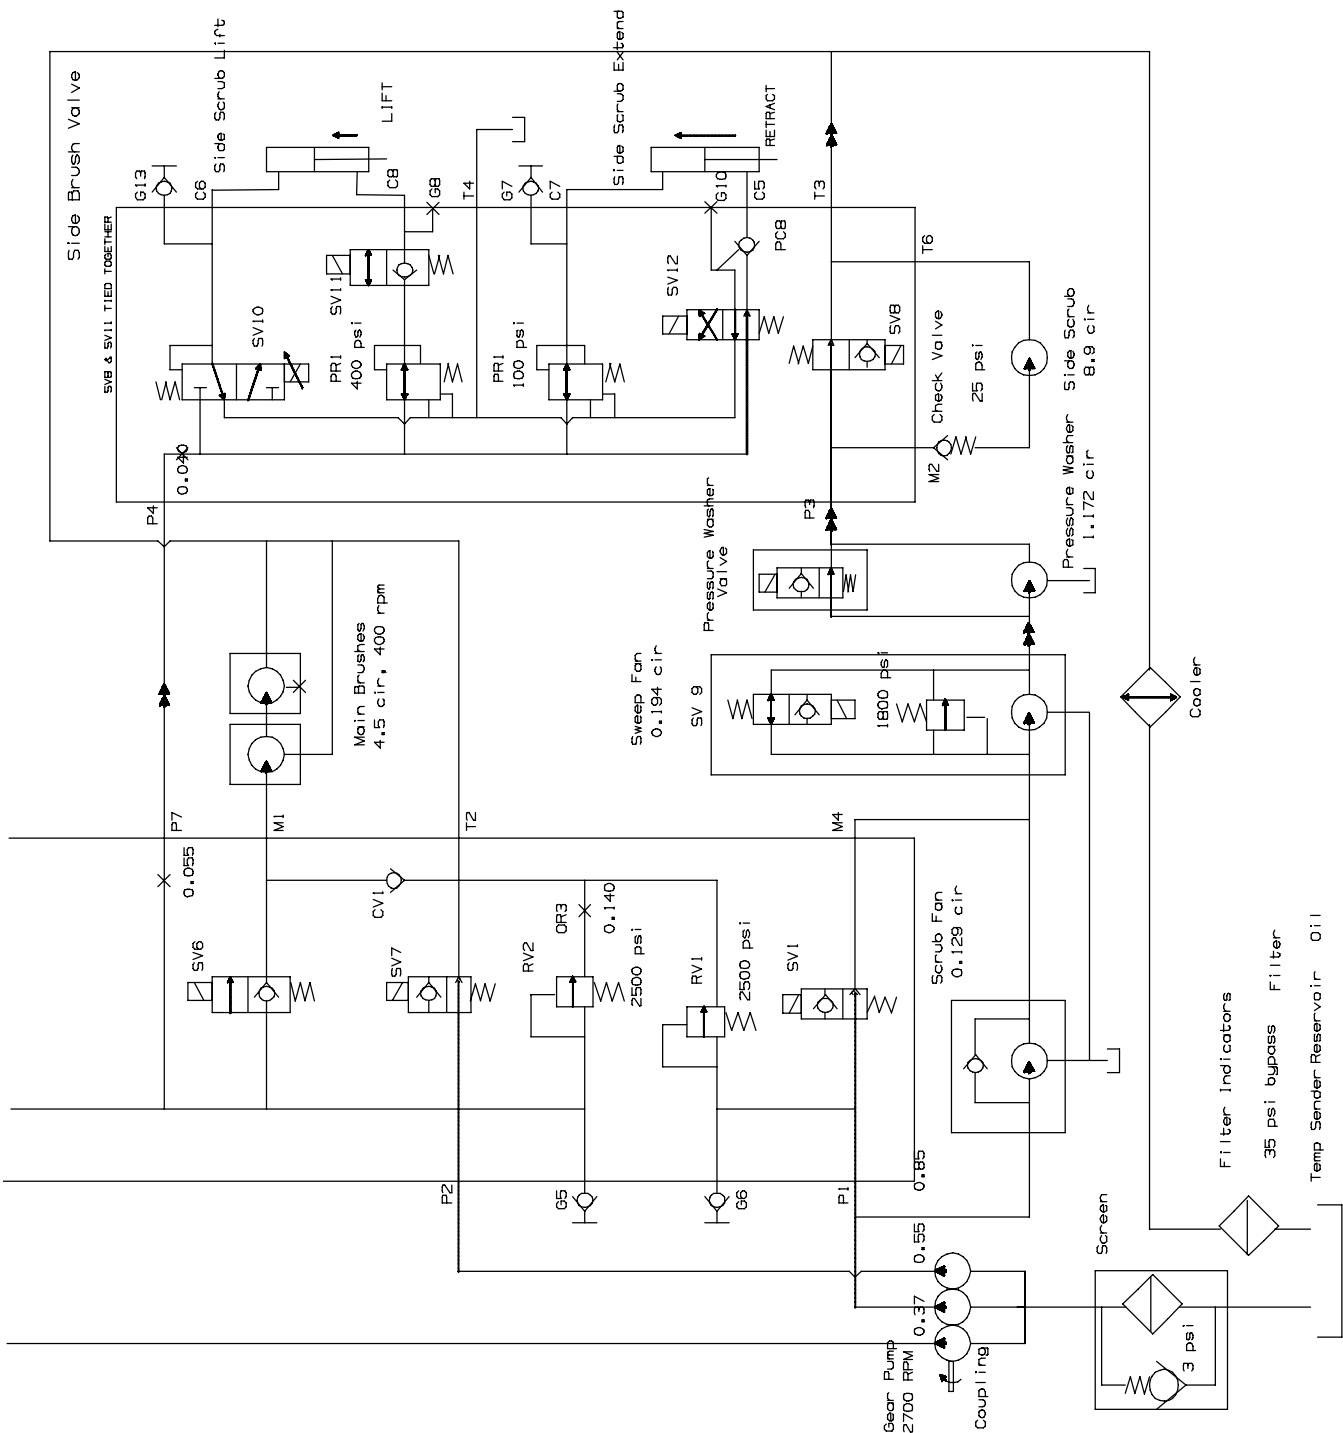 Side Brush Valve
SV8 & SV11 TIED TOGETHER
G13
C6
Side Scrub Lift
LIFT
C8
G8
T4
G7
C7
Side Scrub Extend
RETRACT
G10
C5
T3
T6
SV10
SV11
PR1
400 psi
PR1
100 psi
SV12
PC8
SV8
Check Valve
25 psi
Side Scrub
8.9 cir
0.040
P4
M2
P3
Pressure Washer
Valve
Pressure Washer
1.172 cir
Main Brushes
4.5 cir, 400 rpm
Sweep Fan
0.194 cir
SV 9
1800 psi
Cooler
P7
M1
T2
M4
0.055
CV1
OR3
0.140
SV6
SV7
RV2
2500 psi
RV1
2500 psi
SV1
Scrub Fan
0.129 cir
P2
G5
G6
P1
0.85
0.55
0.37
Gear Pump
2700 RPM
Coupling
Screen
3 psi
Filter Indicators
35 psi bypass Filter
Temp Sender Reservoir Oil